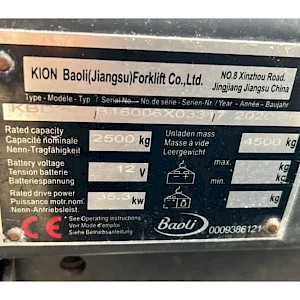 KION Baoli(Jiangsu)Forklift Co.,Ltd.
NO.8 Xinzhou Road.
Jingjiang Jiangsu China
Type - Modèle - Typ / Serial No. - No.de série - Serien-Nr. / Year - Année - Baujahr
Rated capacity
Capacité nominale
Nenn-Tragfähigkeit
2500 kg
Unladen mass
Masse à vide
Leergewicht
4500 kg
Battery voltage
Tension batterie
Batteriespannung
12 V
max. kg
min. kg
Rated drive power
Puissance motor nom.
Nenn-Antriebsleist.
kw
kg
CE
* See Operating instructions
Voir Mode d'emploi
Siehe Betriebsanleitung
Baoli
0009386121